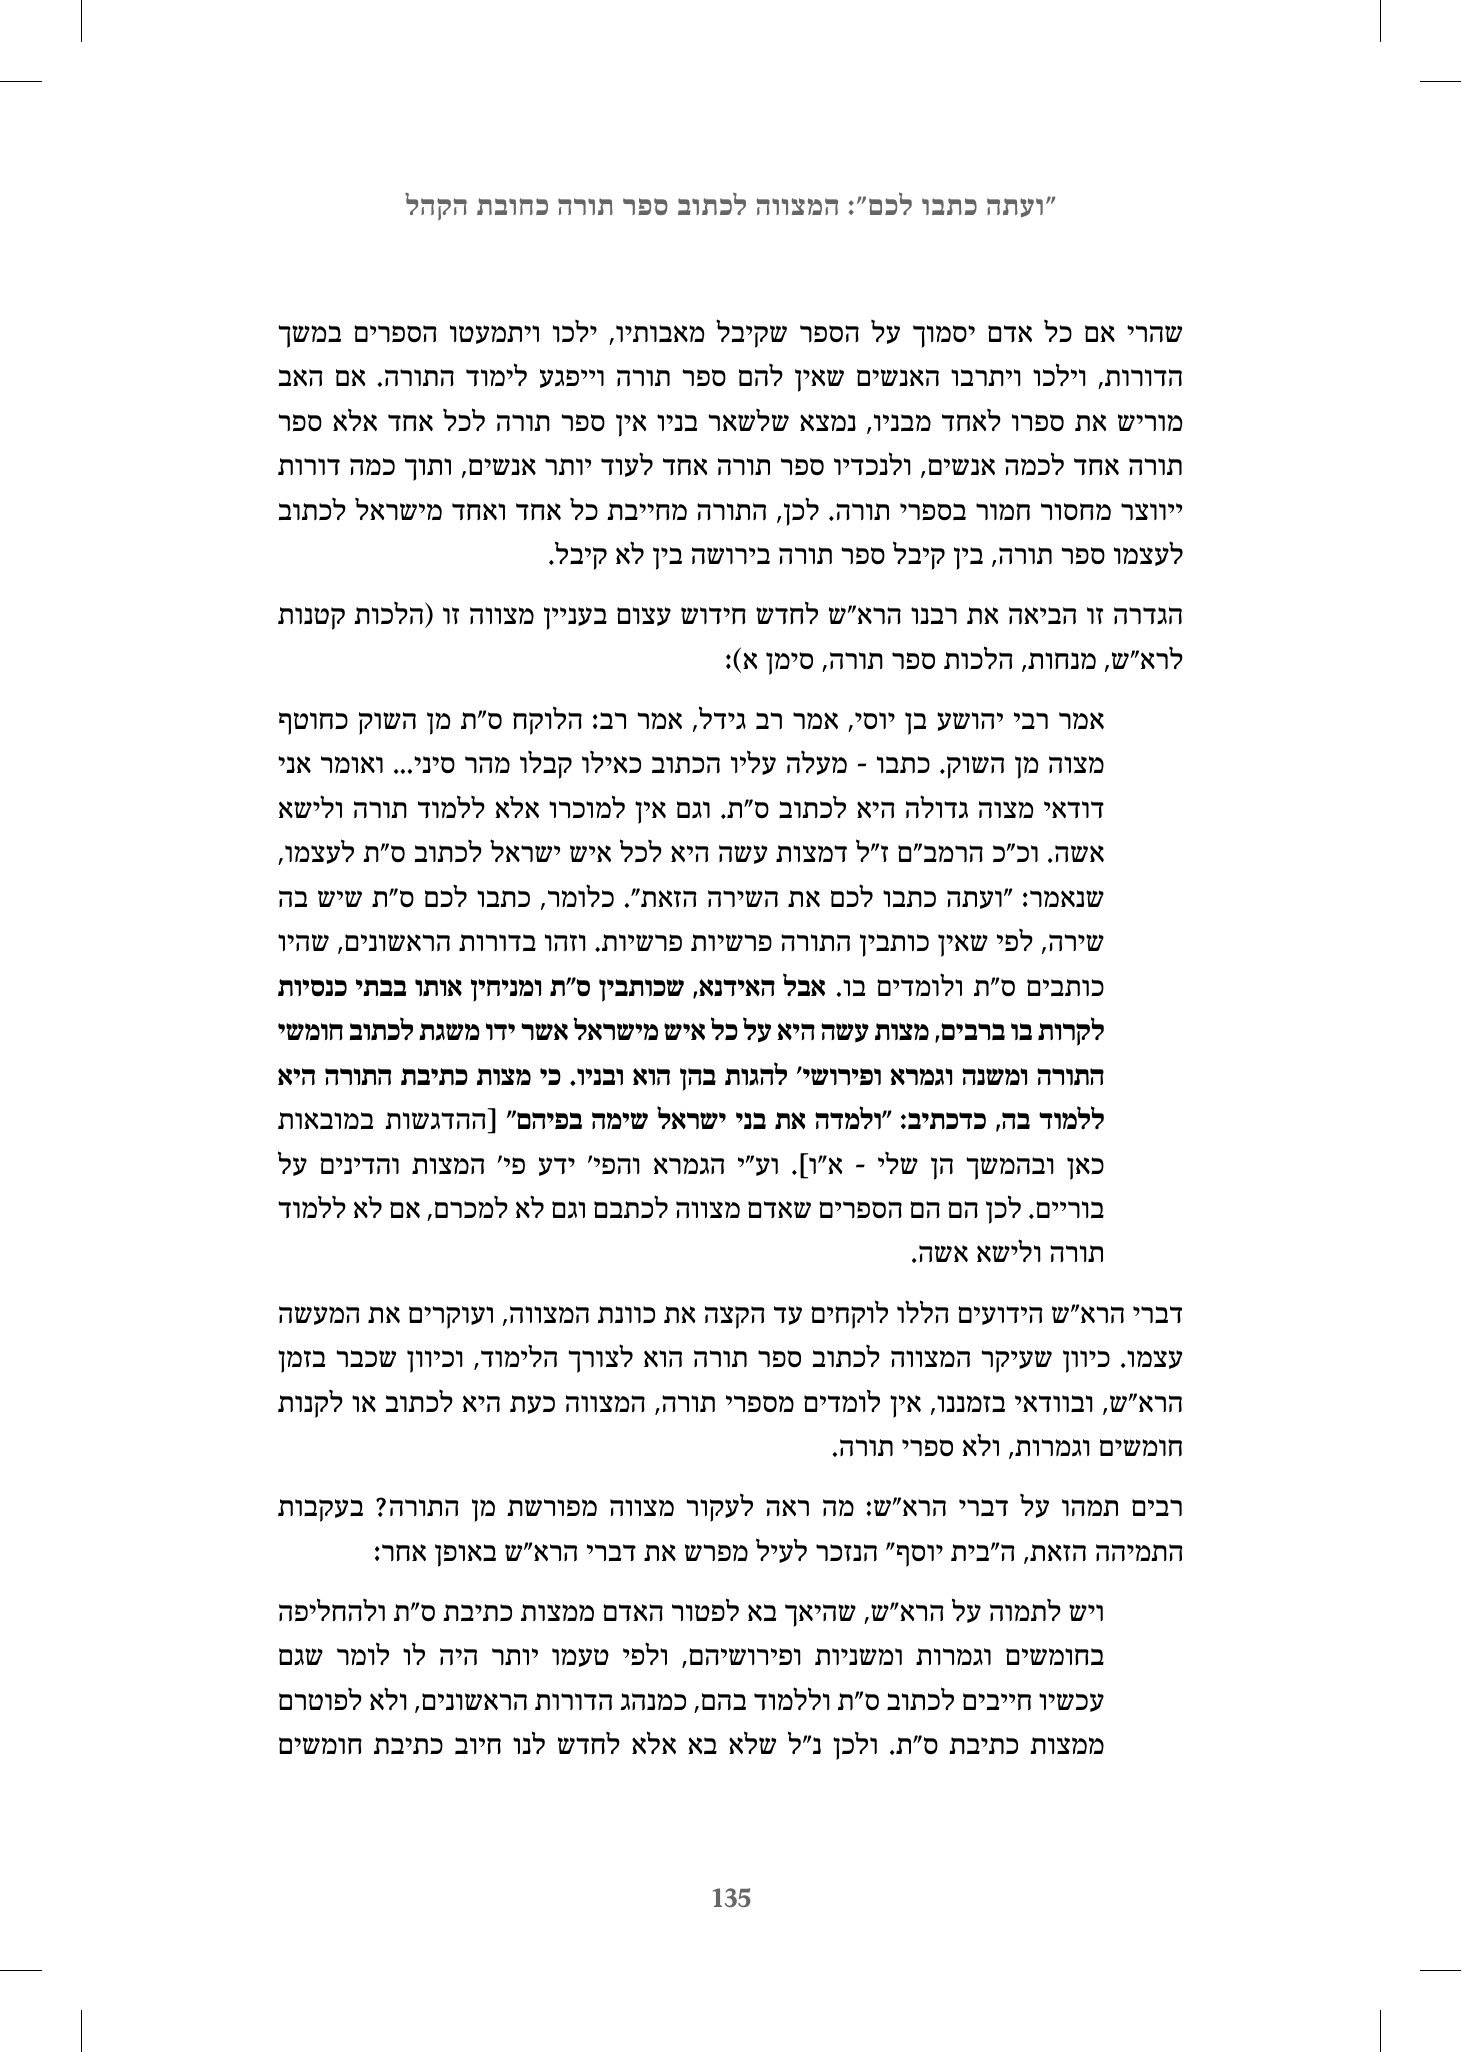 "ועתה כתבו לכם": המצווה לכתוב ספר תורה כחובת הקהל
שהרי אם כל אדם יסמוך על הספר שקיבל מאבותיו, ילכו ויתמעטו הספרים במשך
הדורות, וילכו ויתרבו האנשים שאין להם ספר תורה וייפגע לימוד התורה. אם האב
מוריש את ספרו לאחד מבניו, נמצא שלשאר בניו אין ספר תורה לכל אחד אלא ספר
תורה אחד לכמה אנשים, ולנכדיו ספר תורה אחד לעוד יותר אנשים, ותוך כמה דורות
ייווצר מחסור חמור בספרי תורה. לכן, התורה מחייבת כל אחד ואחד מישראל לכתוב
לעצמו ספר תורה, בין קיבל ספר תורה בירושה בין לא קיבל.
הגדרה זו הביאה את רבנו הרא"ש לחדש חידוש עצום בעניין מצווה זו (הלכות קטנות
לרא"ש, מנחות, הלכות ספר תורה, סימן א):
אמר רבי יהושע בן יוסי, אמר רב גידל, אמר רב: הלוקח ס"ת מן השוק כחוטף
מצוה מן השוק. כתבו - מעלה עליו הכתוב כאילו קבלו מהר סיני... ואומר אני
דודאי מצוה גדולה היא לכתוב ס"ת. וגם אין למוכרו אלא ללמוד תורה ולישא
אשה. וכ"כ הרמב"ם ז"ל דמצות עשה היא לכל איש ישראל לכתוב ס"ת לעצמו,
שנאמר: "ועתה כתבו לכם את השירה הזאת". כלומר, כתבו לכם ס"ת שיש בה
שירה, לפי שאין כותבין התורה פרשיות פרשיות. וזהו בדורות הראשונים, שהיו
כותבים ס"ת ולומדים בו. אבל האידנא, שכותבין ס"ת ומניחין אותו בבתי כנסיות
לקרות בו ברבים, מצות עשה היא על כל איש מישראל אשר ידו משגת לכתוב חומשי
התורה ומשנה וגמרא ופירושי' להגות בהן הוא ובניו. כי מצות כתיבת התורה היא
ללמוד בה, כדכתיב: "ולמדה את בני ישראל שימה בפיהם" [ההדגשות במובאות
כאן ובהמשך הן שלי - א"ו]. וע"י הגמרא והפי' ידע פי' המצות והדינים על
בוריים. לכן הם הם הספרים שאדם מצווה לכתבם וגם לא למכרם, אם לא ללמוד
תורה ולישא אשה.
דברי הרא"ש הידועים הללו לוקחים עד הקצה את כוונת המצווה, ועוקרים את המעשה
עצמו. כיוון שעיקר המצווה לכתוב ספר תורה הוא לצורך הלימוד, וכיוון שכבר בזמן
הרא"ש, ובוודאי בזמננו, אין לומדים מספרי תורה, המצווה כעת היא לכתוב או לקנות
חומשים וגמרות, ולא ספרי תורה.
רבים תמהו על דברי הרא"ש: מה ראה לעקור מצווה מפורשת מן התורה? בעקבות
התמיהה הזאת, ה"בית יוסף" הנזכר לעיל מפרש את דברי הרא"ש באופן אחר:
ויש לתמוה על הרא"ש, שהיאך בא לפטור האדם ממצות כתיבת ס"ת ולהחליפה
בחומשים וגמרות ומשניות ופירושיהם, ולפי טעמו יותר היה לו לומר שגם
עכשיו חייבים לכתוב ס"ת וללמוד בהם, כמנהג הדורות הראשונים, ולא לפוטרם
ממצות כתיבת ס"ת. ולכן נ"ל שלא בא אלא לחדש לנו חיוב כתיבת חומשים
135